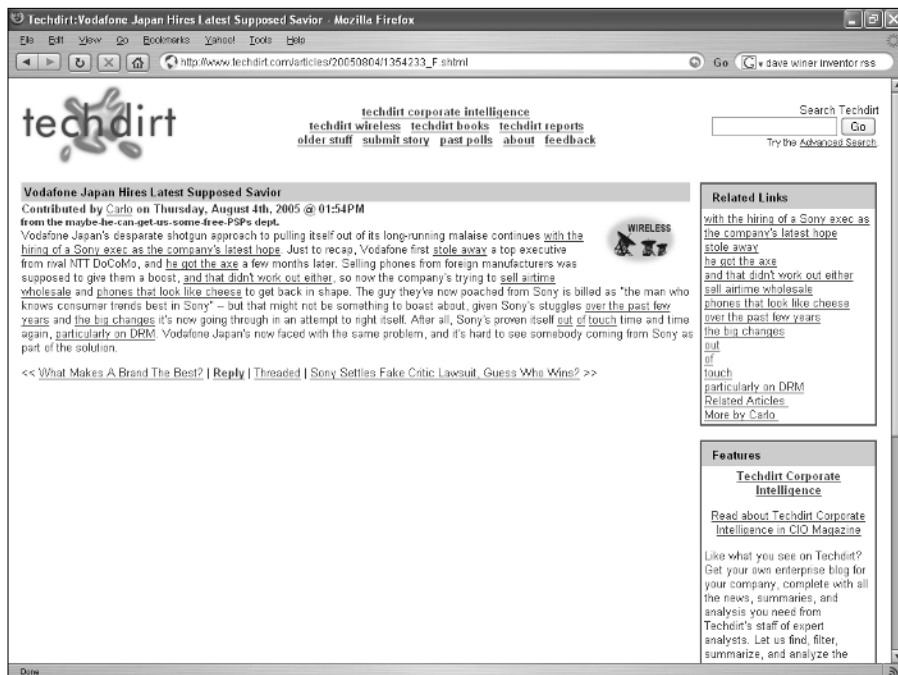 Techdirt:Vodafone Japan Hires Latest Supposed Savior - Mozilla Firefox
File Edit View Go Bookmarks Yahoo! Tools Help
http://www.techdirt.com/articles/20050804/1354233_F.shtml
Go
dave winer inventor rss
techdirt
techdirt corporate intelligence
techdirt wireless techdirt books techdirt reports
older stuff submit story past polls about feedback
Search Techdirt
Go
Try the Advanced Search.
Vodafone Japan Hires Latest Supposed Savior
Contributed by Carlo on Thursday, August 4th, 2005 @ 01:54PM
from the maybe-he-can-get-us-some-free-PSPs dept.
WIRELESS
Vodafone Japan's desperate shotgun approach to pulling itself out of its long-running malaise continues with the
hiring of a Sony exec as the company's latest hope. Just to recap, Vodafone first stole away a top executive
from rival NTT DoCoMo, and he got the axe a few months later. Selling phones from foreign manufacturers was
supposed to give them a boost, and that didn't work out either, so now the company's trying to sell airtime
wholesale and phones that look like cheese to get back in shape. The guy they've now poached from Sony is billed as "the man who
knows consumer trends best in Sony" -- but that might not be something to boast about, given Sony's stuggles over the past few
years and the big changes it's now going through in an attempt to right itself. After all, Sony's proven itself out of touch time and time
again, particularly on DRM. Vodafone Japan's now faced with the same problem, and it's hard to see somebody coming from Sony as
part of the solution.
<< What Makes A Brand The Best? | Reply | Threaded | Sony Settles Fake Critic Lawsuit, Guess Who Wins? >>
Related Links
with the hiring of a Sony exec as
the company's latest hope
stole away
he got the axe
and that didn't work out either
sell airtime wholesale
phones that look like cheese
over the past few years
the big changes
out
of
touch
particularly on DRM
Related Articles
More by Carlo
Features
Techdirt Corporate
Intelligence
Read about Techdirt Corporate
Intelligence in CIO Magazine
Like what you see on Techdirt?
Get your own enterprise blog for
your company, complete with all
the news, summaries, and
analysis you need from
Techdirt's staff of expert
analysts. Let us find, filter,
summarize, and analyze the
Done